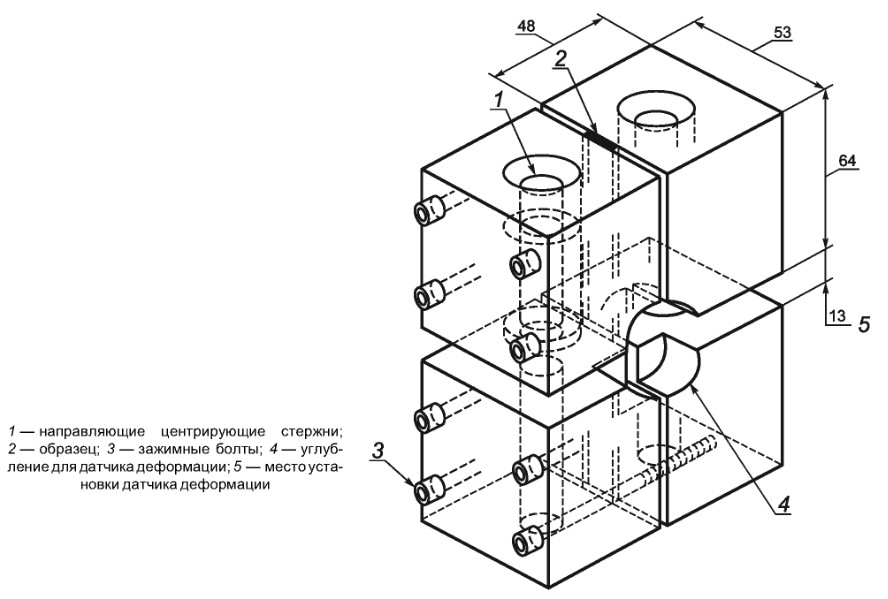 48
53
2
1
64
13
5
1 — направляющие центрирующие стержни;
2 — образец; 3 — зажимные болты; 4 — углуб-
ление для датчика деформации; 5 — место уста-
новки датчика деформации
3
4